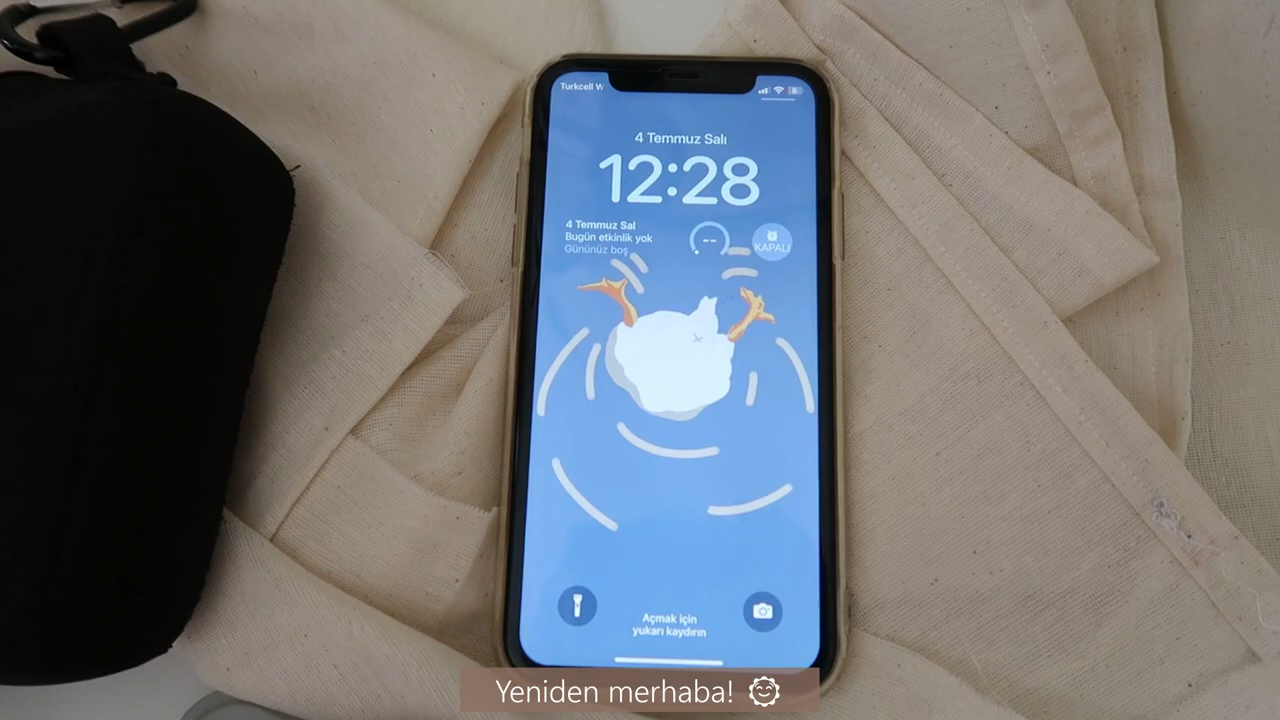 Turkcell W
4 Temmuz Salı
12:28
4 Temmuz Sal
Bugün etkinlik yok
Gününüz boş
--
KAPALI
Açmak için
yukarı kaydırın
Yeniden merhaba!